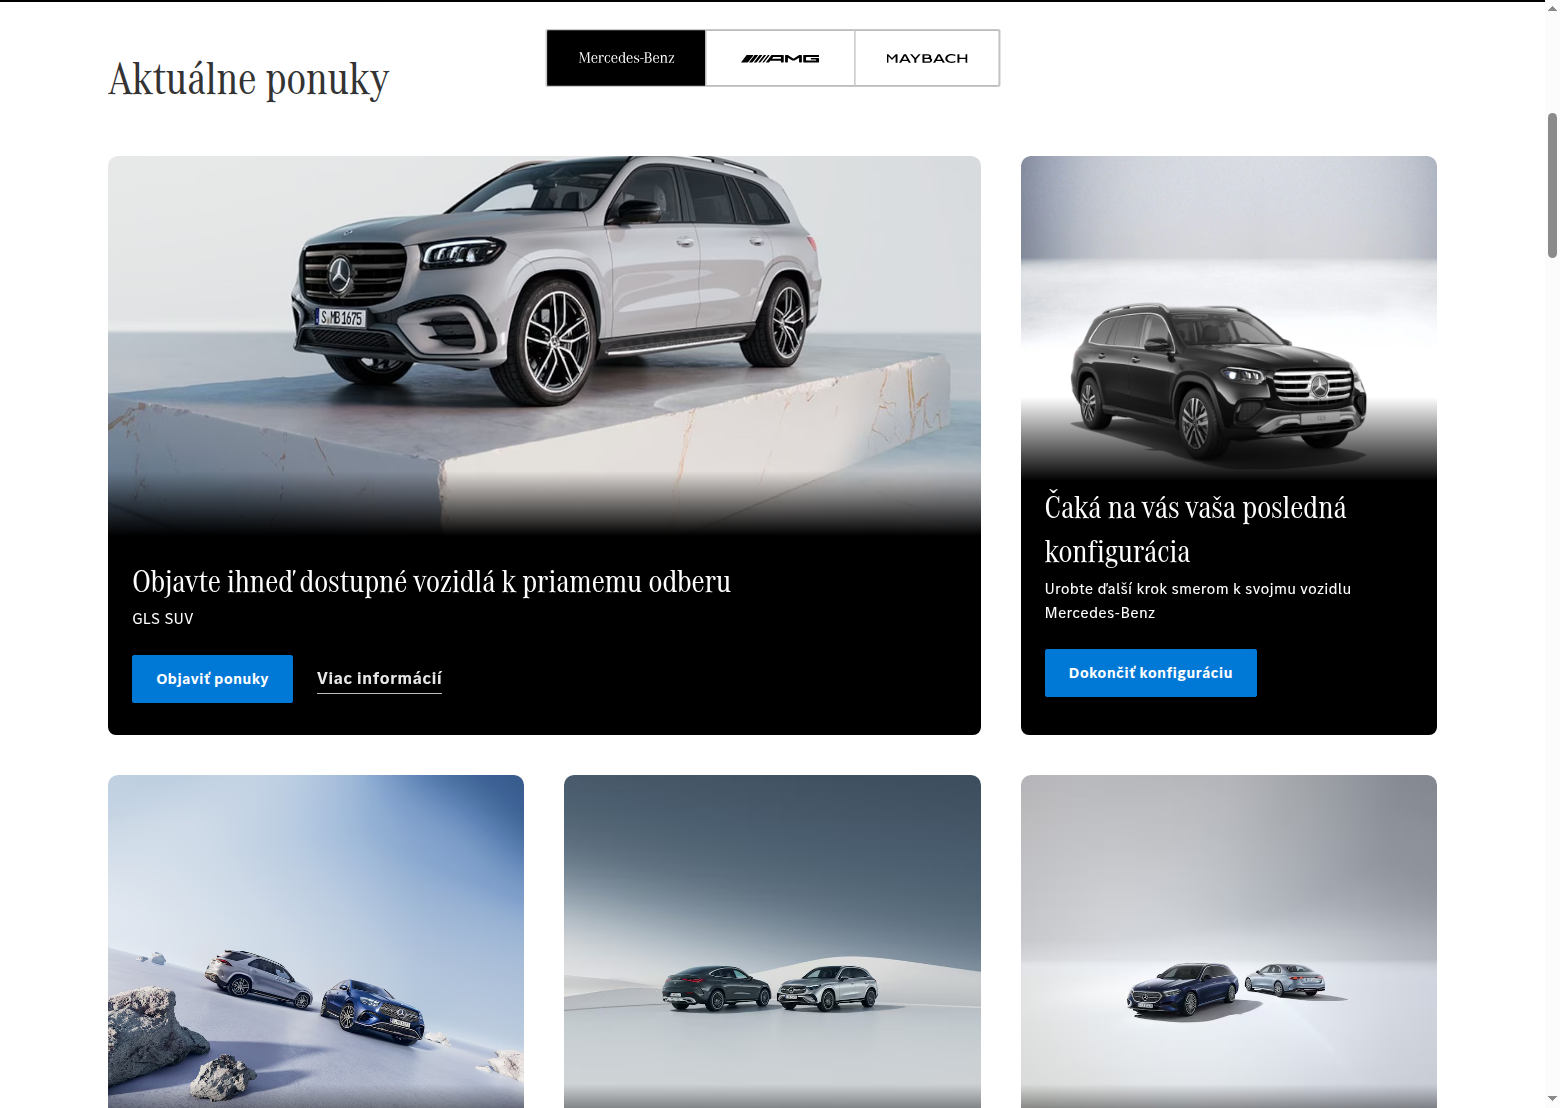 Aktuálne ponuky
Mercedes-Benz
AMG
MAYBACH
S MB 1675
Objavte ihneď dostupné vozidlá k priamemu odberu
GLS SUV
Objaviť ponuky
Viac informácií
GLS
Čaká na vás vaša posledná
konfigurácia
Urobte ďalší krok smerom k svojmu vozidlu
Mercedes-Benz
Dokončiť konfiguráciu